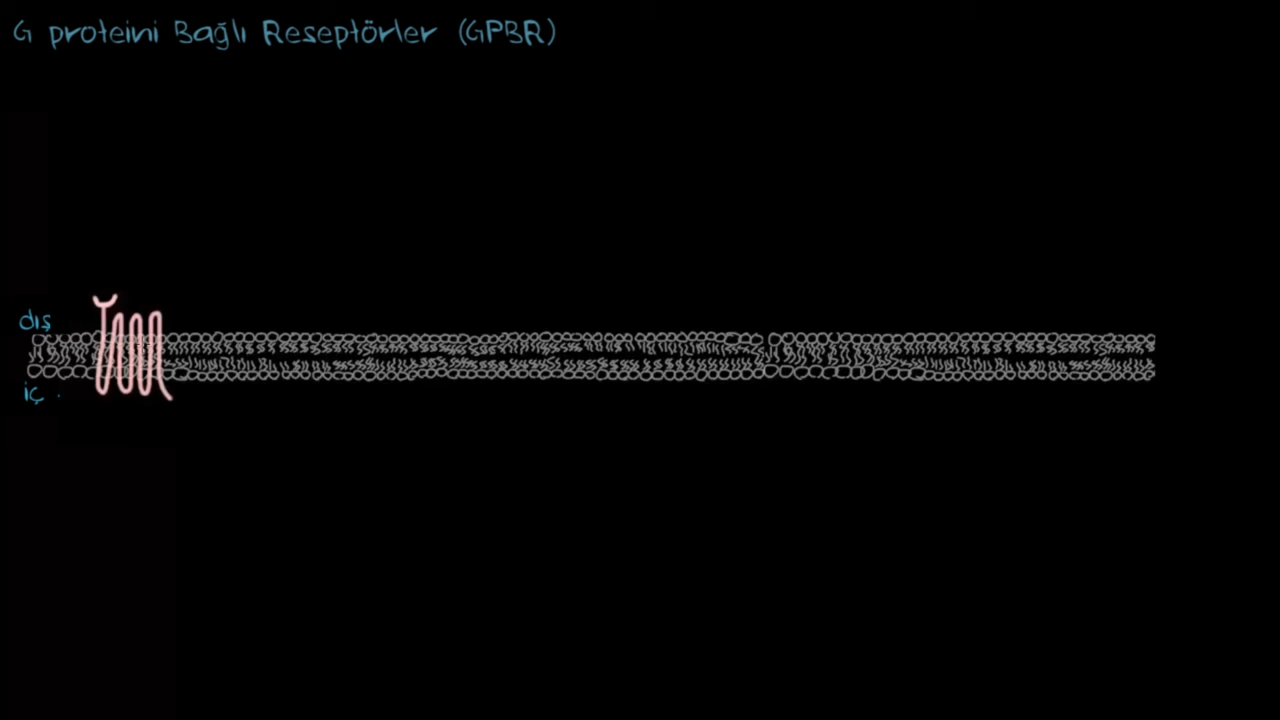 G proteini Bağlı Reseptörler (GPBR)
dış
iç